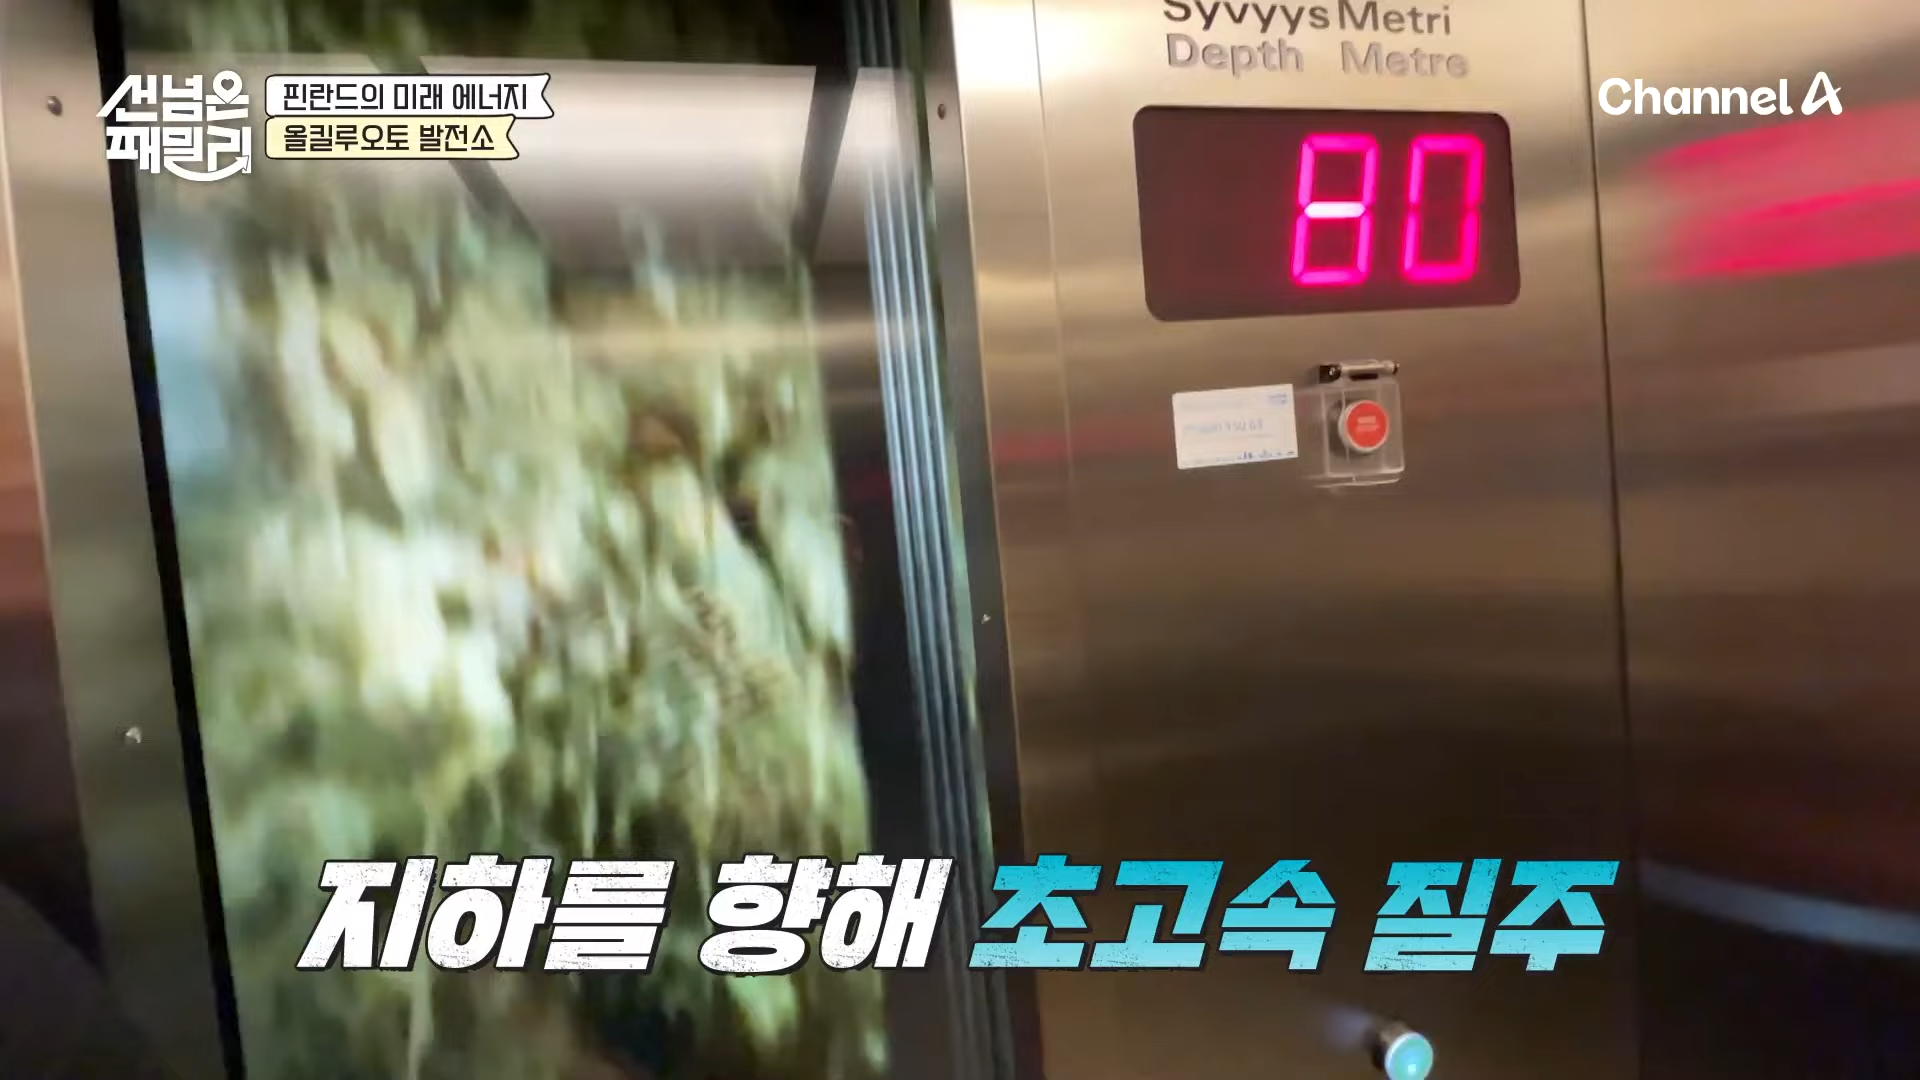 Syvyys Metri
Depth Metre
선넘은
패밀리
핀란드의 미래 에너지
올킬루오토 발전소
Channel A
80
지하를 향해 초고속 질주